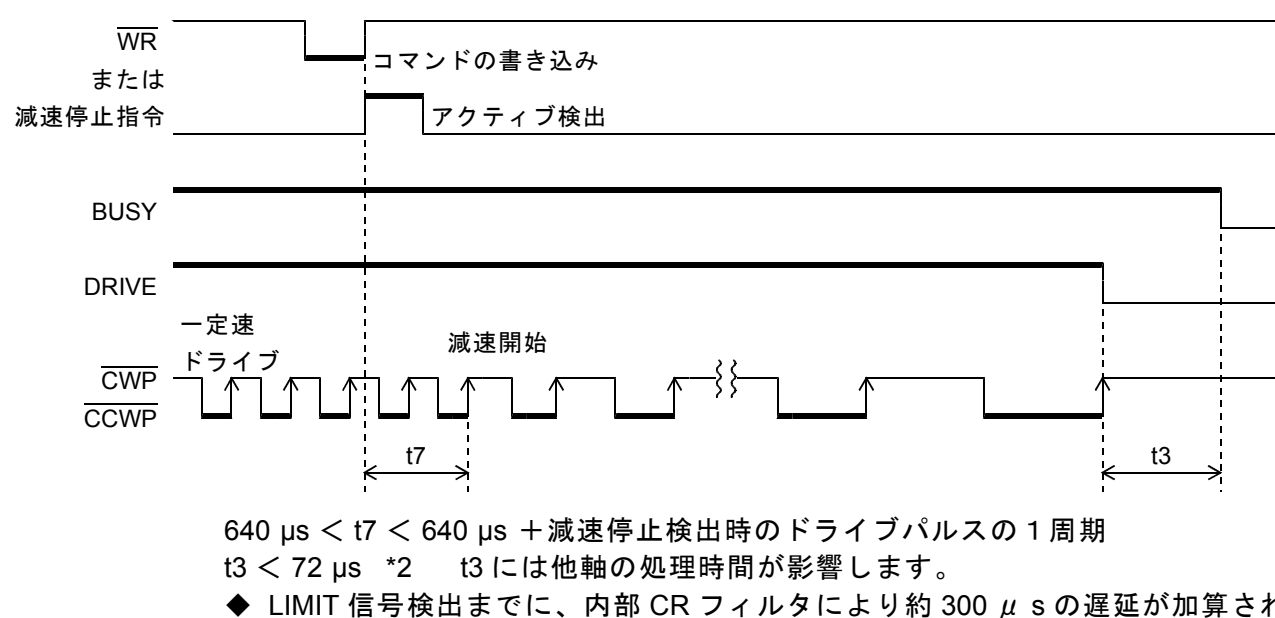 WR
または
減速停止指令
コマンドの書き込み
アクティブ検出
BUSY
DRIVE
一定速
ドライブ
減速開始
CWP
CCWP
t7
t3
640 µs < t7 < 640 µs +減速停止検出時のドライブパルスの1周期
t3 < 72 µs *2 t3 には他軸の処理時間が影響します。
◆ LIMIT 信号検出までに、内部 CR フィルタにより約 300 μ s の遅延が加算さ